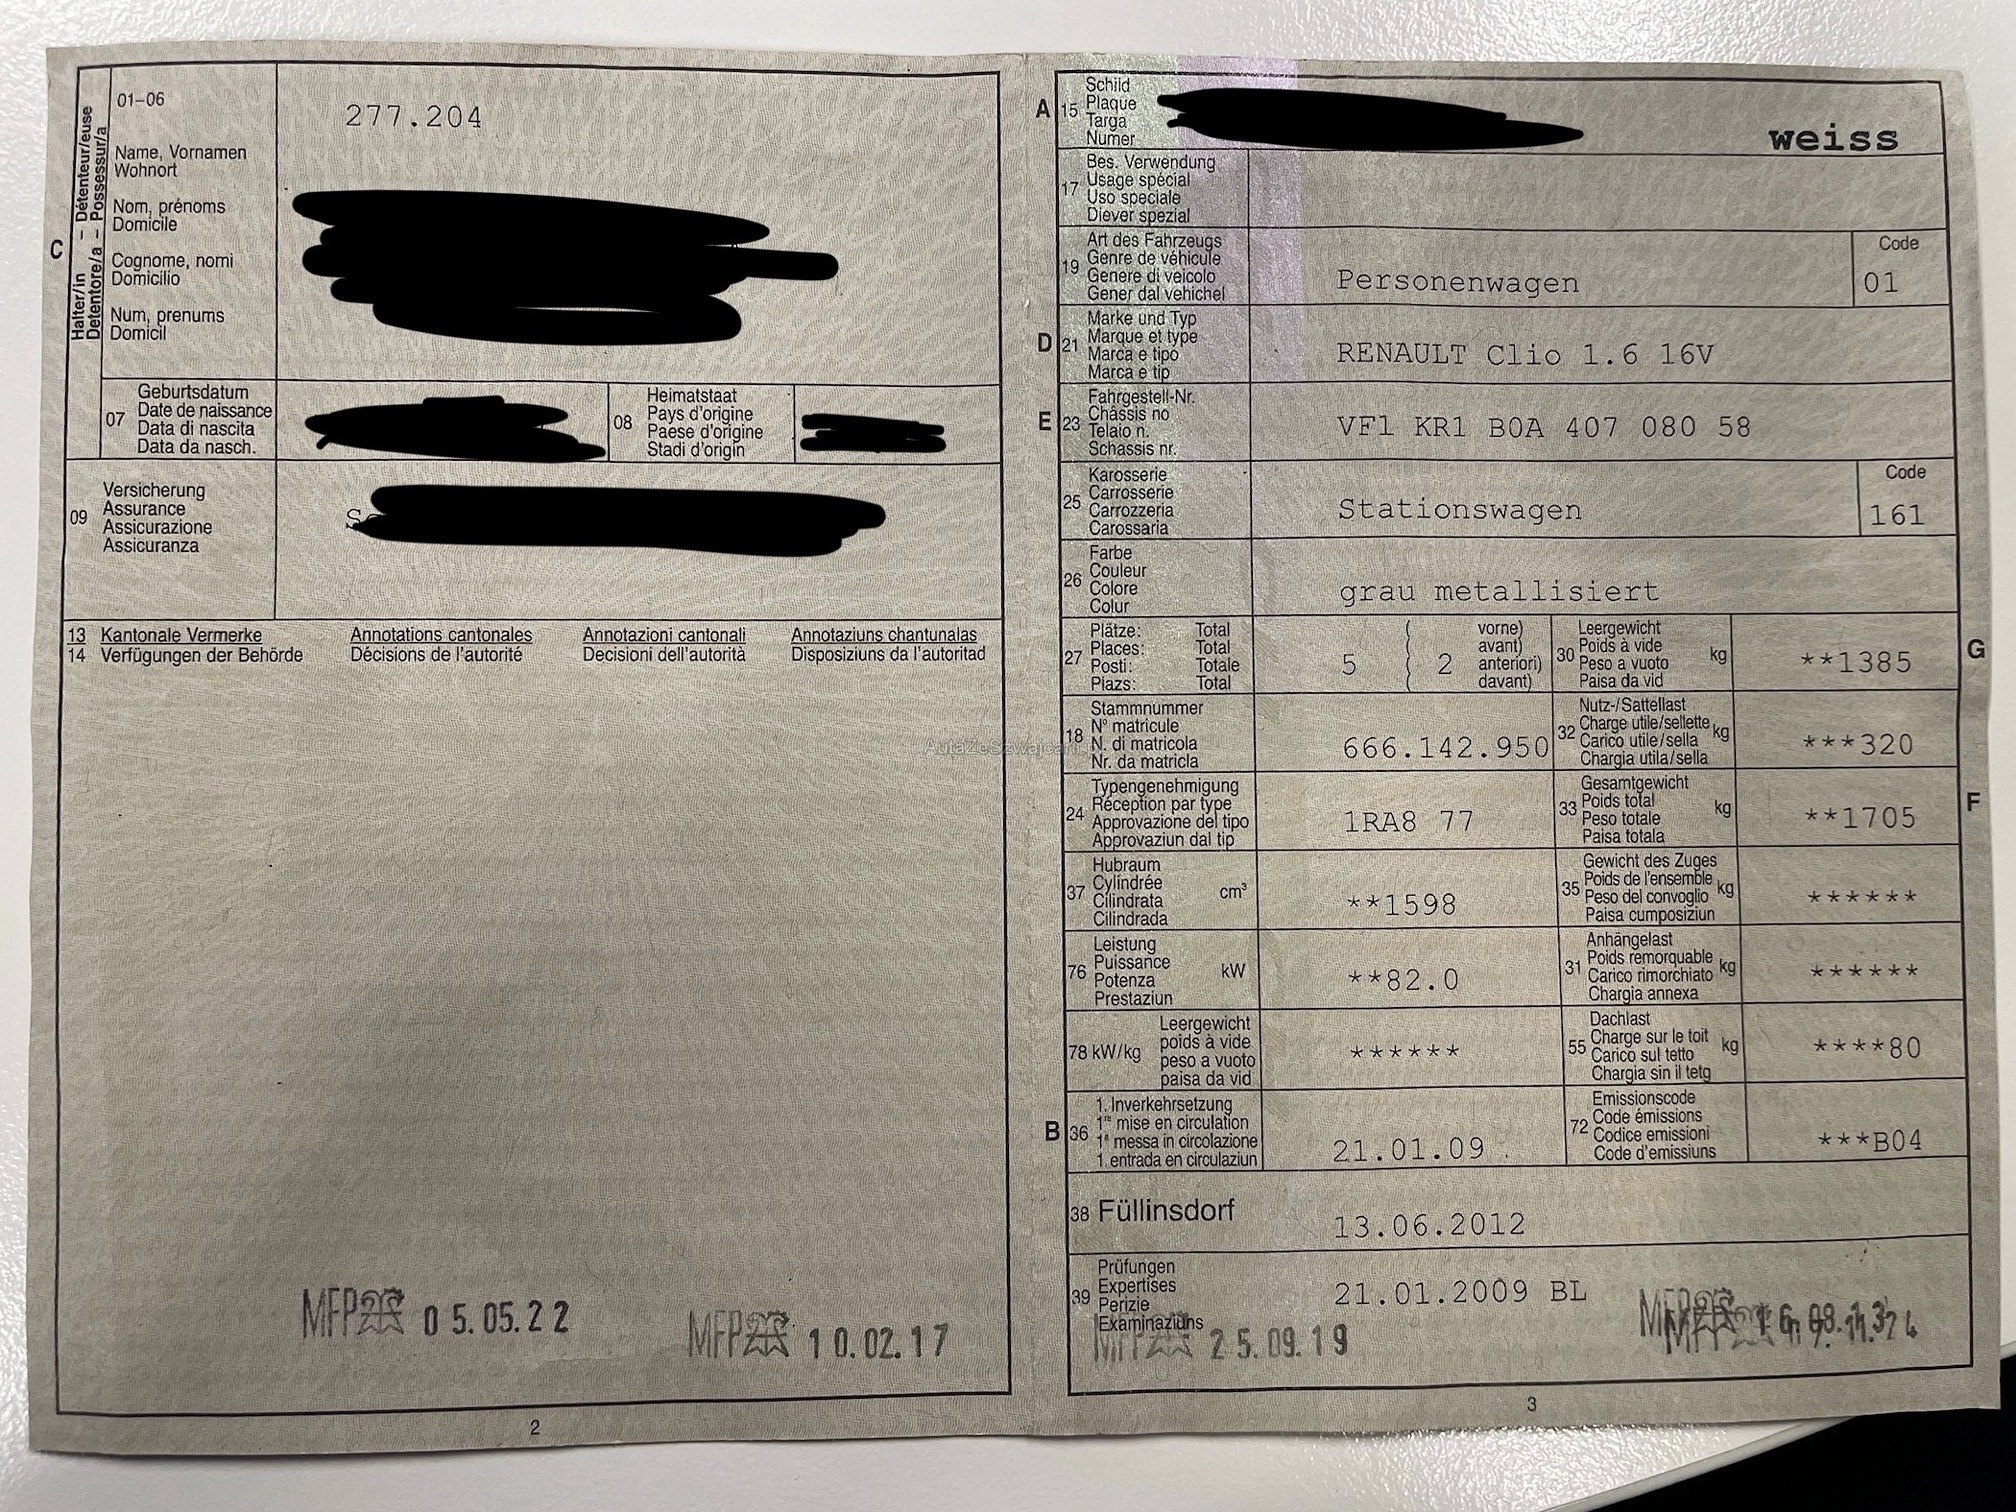 Halter/in – Détenteur/euse
Detentore/a – Possessur/a
C
01–06
277.204
Name, Vornamen
Wohnort
Nom, prénoms
Domicile
Cognome, nomi
Domicilio
Num, prenums
Domicil
07
Geburtsdatum
Date de naissance
Data di nascita
Data da nasch.
08
Heimatstaat
Pays d'origine
Paese d'origine
Stadi d'origin
09
Versicherung
Assurance
Assicurazione
Assicuranza
13 Kantonale Vermerke Annotations cantonales Annotazioni cantonali Annotaziuns chantunalas
14 Verfügungen der Behörde Décisions de l'autorité Decisioni dell'autorità Disposiziuns da l'autoritad
MFP 05.05.22
MFP 10.02.17
2
A 15
Schild
Plaque
Targa
Numer
weiss
17
Bes. Verwendung
Usage spécial
Uso speciale
Diever spezial
19
Art des Fahrzeugs
Genre de véhicule
Genere di veicolo
Gener dal vehichel
Personenwagen
Code
01
D 21
Marke und Typ
Marque et type
Marca e tipo
Marca e tip
RENAULT Clio 1.6 16V
E 23
Fahrgestell-Nr.
Châssis no
Telaio n.
Schassis nr.
VF1 KR1 B0A 407 080 58
25
Karosserie
Carrosserie
Carrozzeria
Carossaria
Stationswagen
Code
161
26
Farbe
Couleur
Colore
Colur
grau metallisiert
27
Plätze: Total
Places: Total
Posti: Totale
Plazs: Total
5 ( 2
vorne)
avant)
anteriori)
davant)
30
Leergewicht
Poids à vide
Peso a vuoto
Paisa da vid
kg
**1385
G
18
Stammnummer
N° matricule
N. di matricola
Nr. da matricla
666.142.950
32
Nutz-/Sattellast
Charge utile/sellette
Carico utile/sella
Chargia utila/sella
kg
***320
24
Typengenehmigung
Réception par type
Approvazione del tipo
Approvaziun dal tip
1RA8 77
33
Gesamtgewicht
Poids total
Peso totale
Paisa totala
kg
**1705
F
37
Hubraum
Cylindrée
Cilindrata
Cilindrada
cm³
**1598
35
Gewicht des Zuges
Poids de l'ensemble
Peso del convoglio
Paisa cumposiziun
kg
******
76
Leistung
Puissance
Potenza
Prestaziun
kW
**82.0
31
Anhängelast
Poids remorquable
Carico rimorchiato
Chargia annexa
kg
******
78 kW/kg
Leergewicht
poids à vide
peso a vuoto
paisa da vid
******
55
Dachlast
Charge sur le toit
Carico sul tetto
Chargia sin il tetg
kg
****80
B 36
1. Inverkehrsetzung
1re mise en circulation
1a messa in circolazione
1. entrada en circulaziun
21.01.09
72
Emissionscode
Code émissions
Codice emissioni
Code d'emissiuns
***B04
38 Füllinsdorf
13.06.2012
39
Prüfungen
Expertises
Perizie
Examinaziuns
21.01.2009 BL
MFP 25.09.19
MFP
3